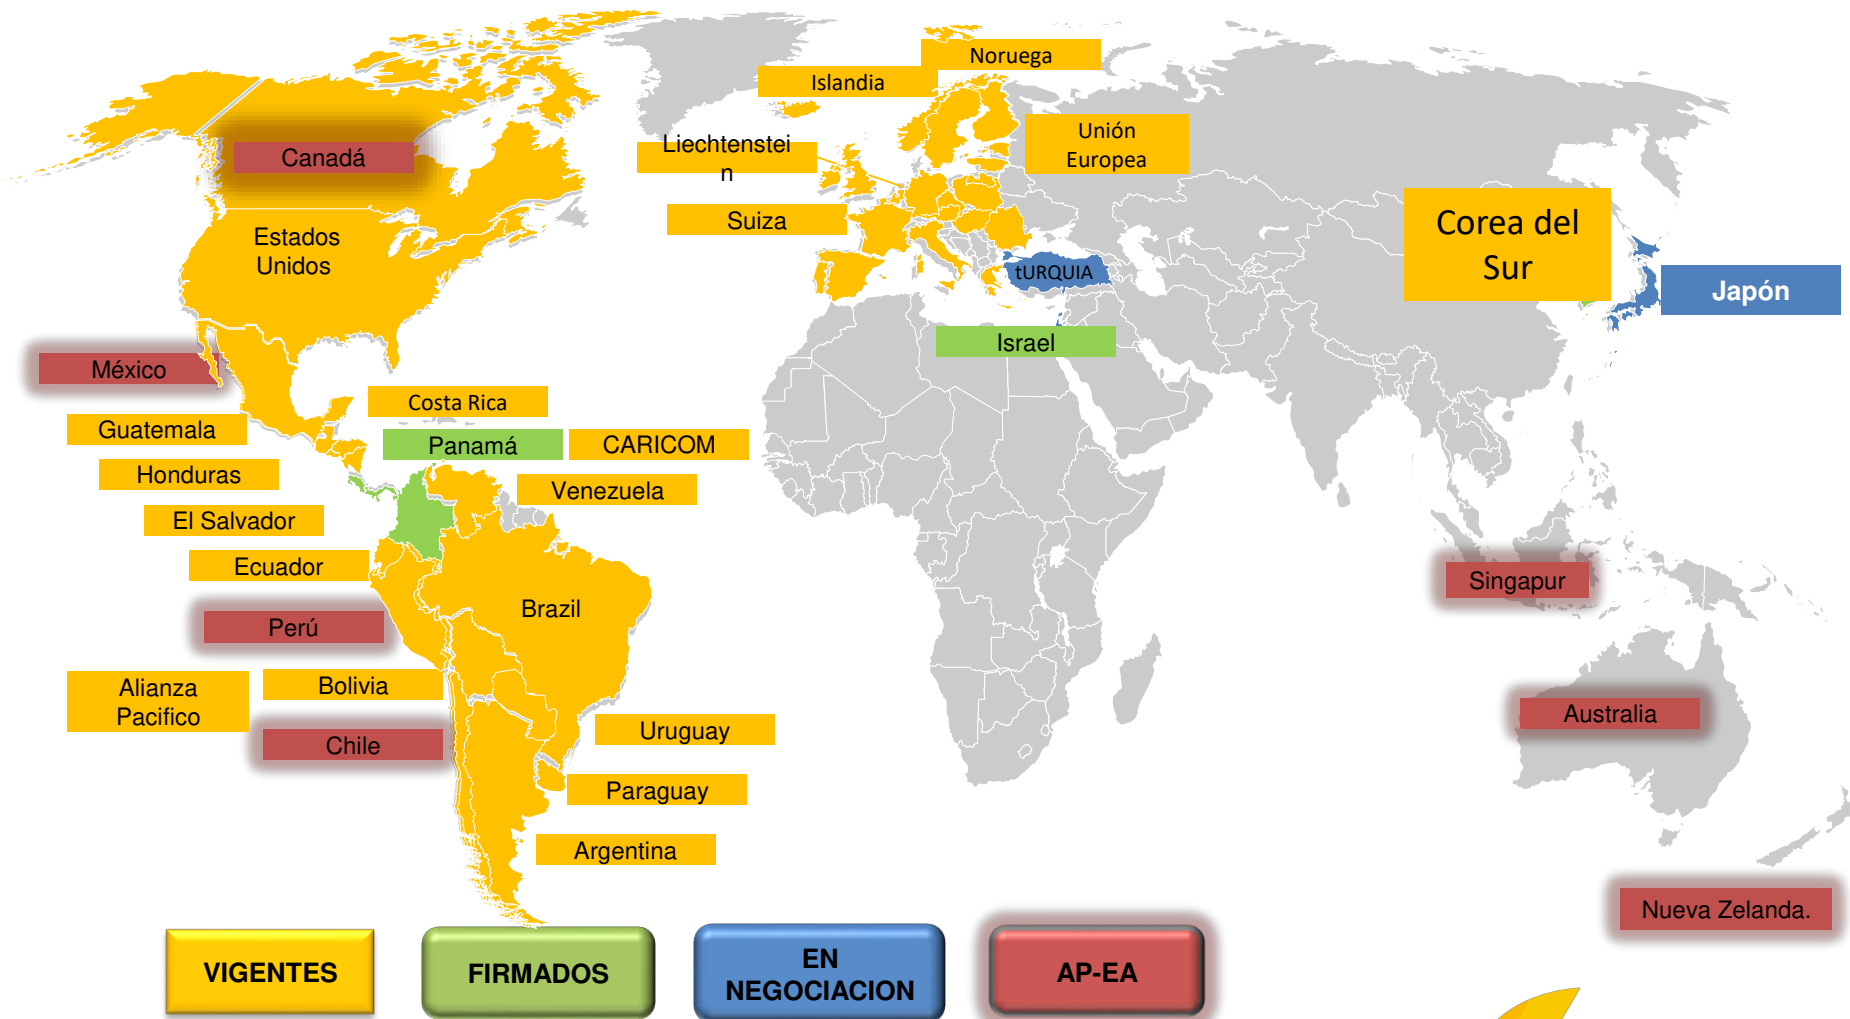 Noruega
Islandia
Unión
Europea
Canadá
Liechtenstei
n
Suiza
Corea del
Sur
Estados
Unidos
tURQUIA
Japón
Israel
México
Costa Rica
Guatemala
Panamá
CARICOM
Honduras
Venezuela
El Salvador
Ecuador
Singapur
Brazil
Perú
Alianza
Pacifico
Bolivia
Australia
Uruguay
Chile
Paraguay
Argentina
Nueva Zelanda.
VIGENTES
FIRMADOS
EN
NEGOCIACION
AP-EA